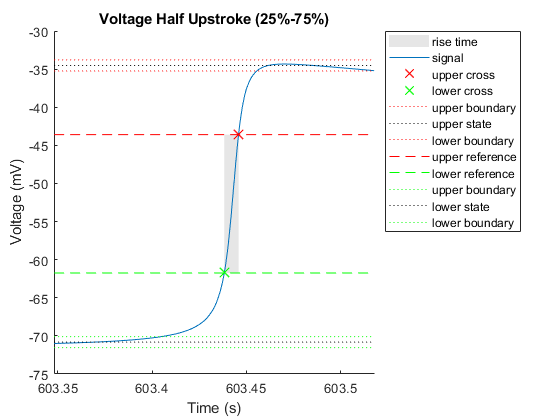 Voltage Half Upstroke (25%-75%)
-30
-35
-40
-45
-50
-55
-60
-65
-70
-75
Voltage (mV)
603.35
603.4
603.45
603.5
Time (s)
rise time
signal
upper cross
lower cross
upper boundary
upper state
lower boundary
upper reference
lower reference
upper boundary
lower state
lower boundary